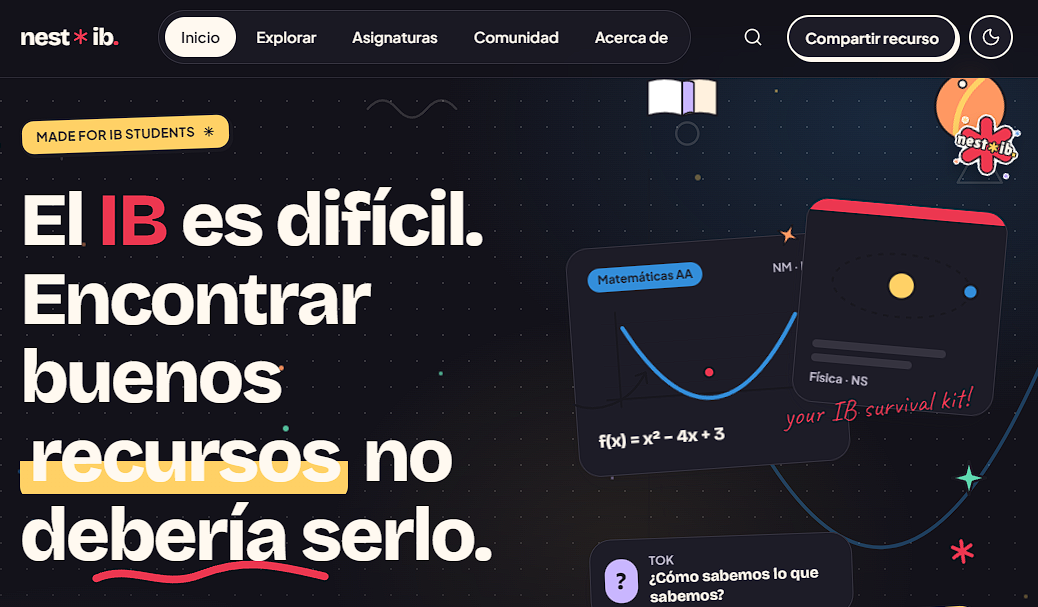 nest*ib.
Inicio
Explorar
Asignaturas
Comunidad
Acerca de
Compartir recurso
MADE FOR IB STUDENTS
El IB es difícil.
Encontrar
buenos
recursos no
debería serlo.
nest*ib.
Matemáticas AA
NM ·
f(x) = x² – 4x + 3
Física · NS
your IB survival kit!
?
TOK
¿Cómo sabemos lo que
sabemos?